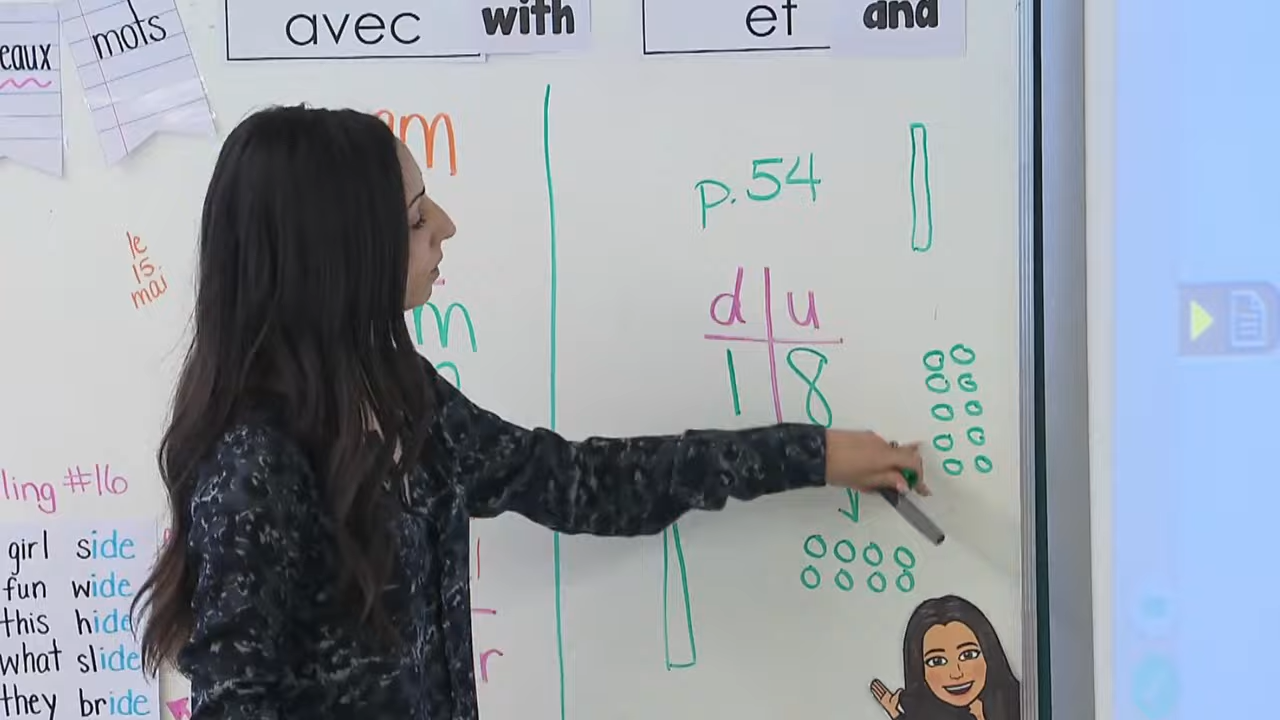 eaux
mots
avec with
et and
m
p. 54
le
15
mai
d u
m
1 8
ling #16
girl side
fun wide
this hide
what slide
they bride
r